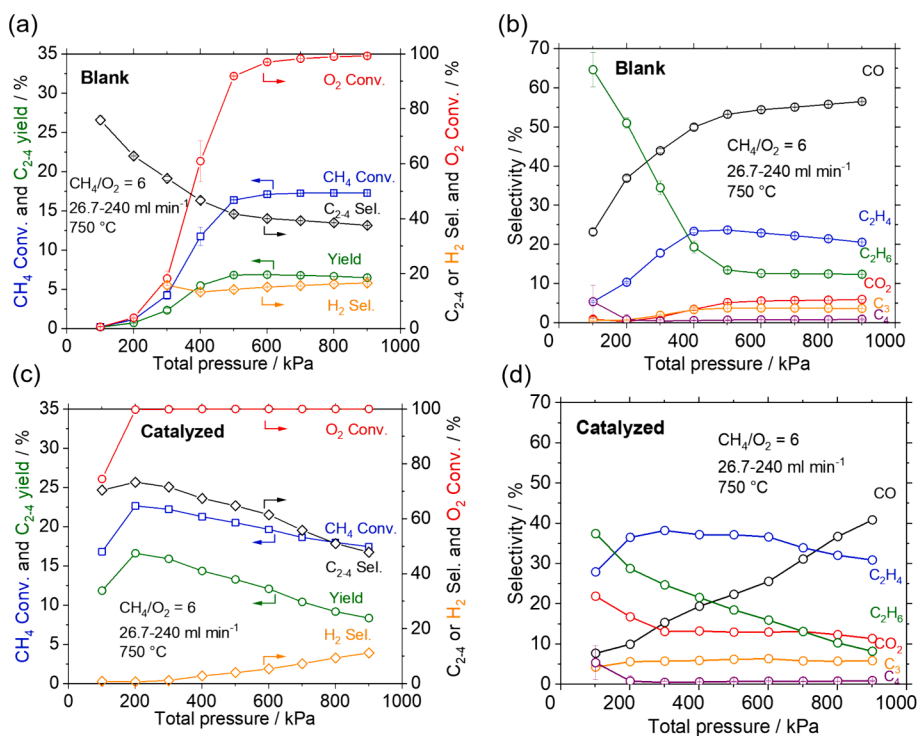 (a)
CH₄ Conv. and C₂₋₄ yield / %
35
30
25
20
15
10
5
0
Blank
O₂ Conv.
CH₄/O₂ = 6
26.7-240 ml min⁻¹
750 °C
CH₄ Conv.
C₂₋₄ Sel.
Yield
H₂ Sel.
100
80
60
40
20
0
C₂₋₄ or H₂ Sel. and O₂ Conv. / %
0 200 400 600 800 1000
Total pressure / kPa
(b)
Selectivity / %
70
60
50
40
30
20
10
0
Blank
CO
CH₄/O₂ = 6
26.7-240 ml min⁻¹
750 °C
C₂H₄
C₂H₆
CO₂
C₃
C₄
0 200 400 600 800 1000
Total pressure / kPa
(c)
CH₄ Conv. and C₂₋₄ yield / %
35
30
25
20
15
10
5
0
Catalyzed
O₂ Conv.
CH₄ Conv.
C₂₋₄ Sel.
Yield
CH₄/O₂ = 6
26.7-240 ml min⁻¹
750 °C
H₂ Sel.
100
80
60
40
20
0
C₂₋₄ or H₂ Sel. and O₂ Conv. / %
0 200 400 600 800 1000
Total pressure / kPa
(d)
Selectivity / %
70
60
50
40
30
20
10
0
Catalyzed
CH₄/O₂ = 6
26.7-240 ml min⁻¹
750 °C
CO
C₂H₄
C₂H₆
CO₂
C₃
C₄
0 200 400 600 800 1000
Total pressure / kPa